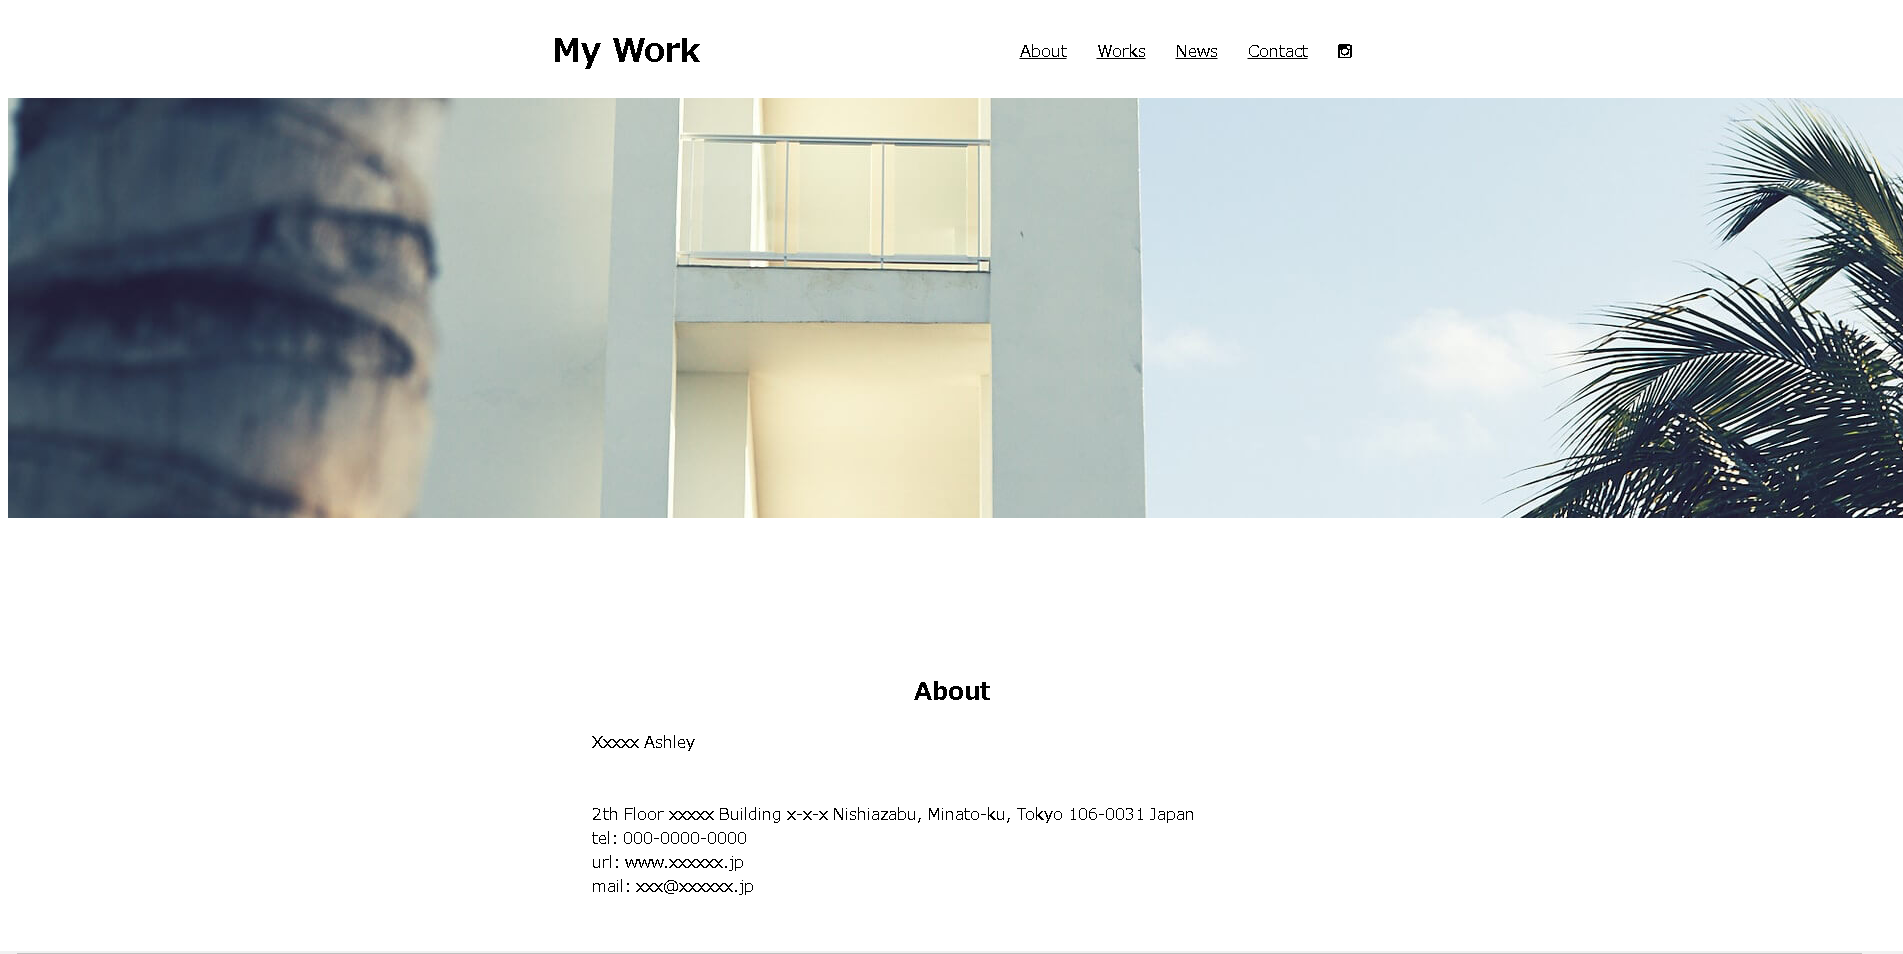 My Work
About Works News Contact
About
Xxxxx Ashley
2th Floor xxxxx Building x-x-x Nishiazabu, Minato-ku, Tokyo 106-0031 Japan
tel: 000-0000-0000
url: www.xxxxxx.jp
mail: xxx@xxxxxx.jp